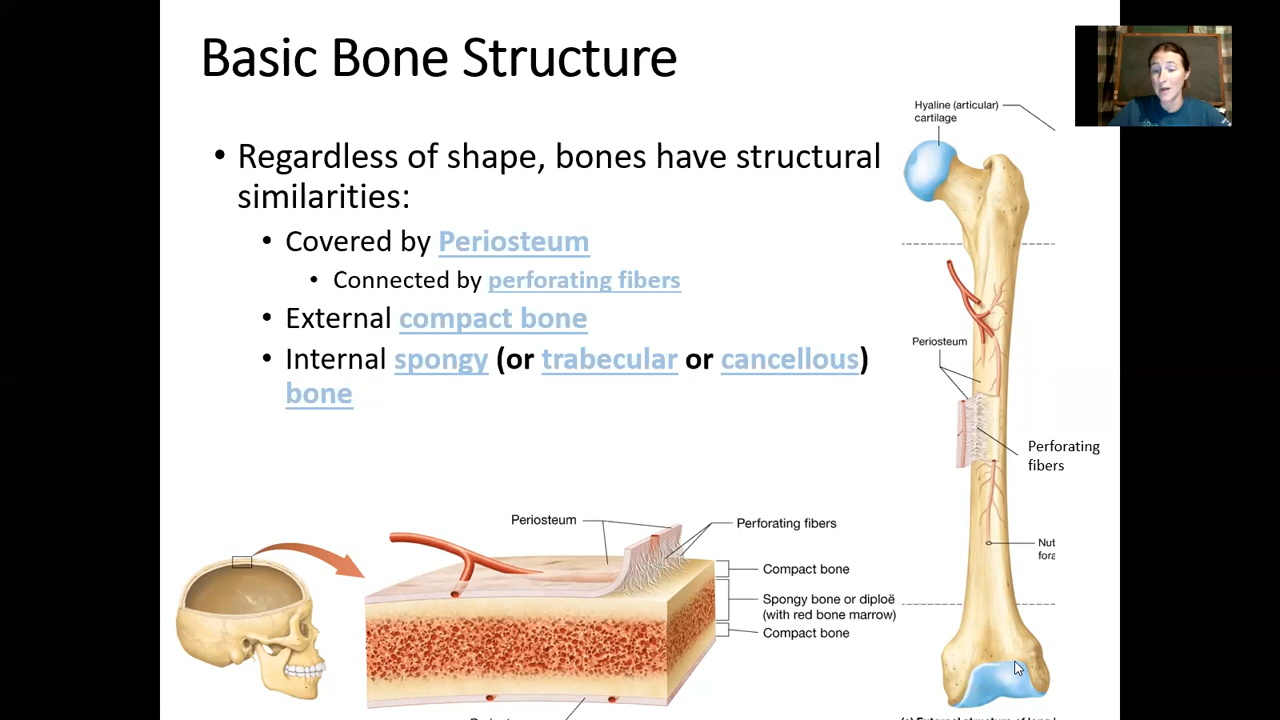 Basic Bone Structure
• Regardless of shape, bones have structural
similarities:
• Covered by Periosteum
• Connected by perforating fibers
• External compact bone
• Internal spongy (or trabecular or cancellous)
bone
Hyaline (articular)
cartilage
Periosteum
Perforating
fibers
Nut
fora
Periosteum
Perforating fibers
Compact bone
Spongy bone or diploë
(with red bone marrow)
Compact bone